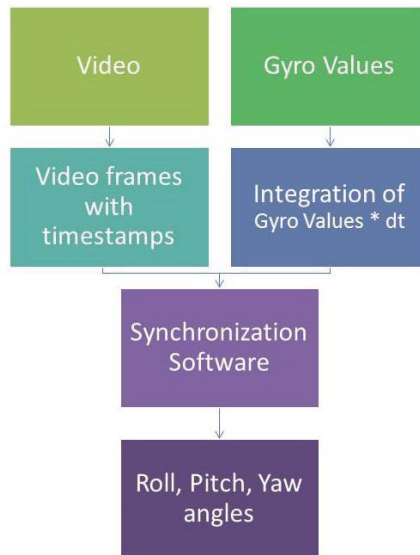 Video
Gyro Values
Video frames
with
timestamps
Integration of
Gyro Values * dt
Synchronization
Software
Roll, Pitch, Yaw
angles